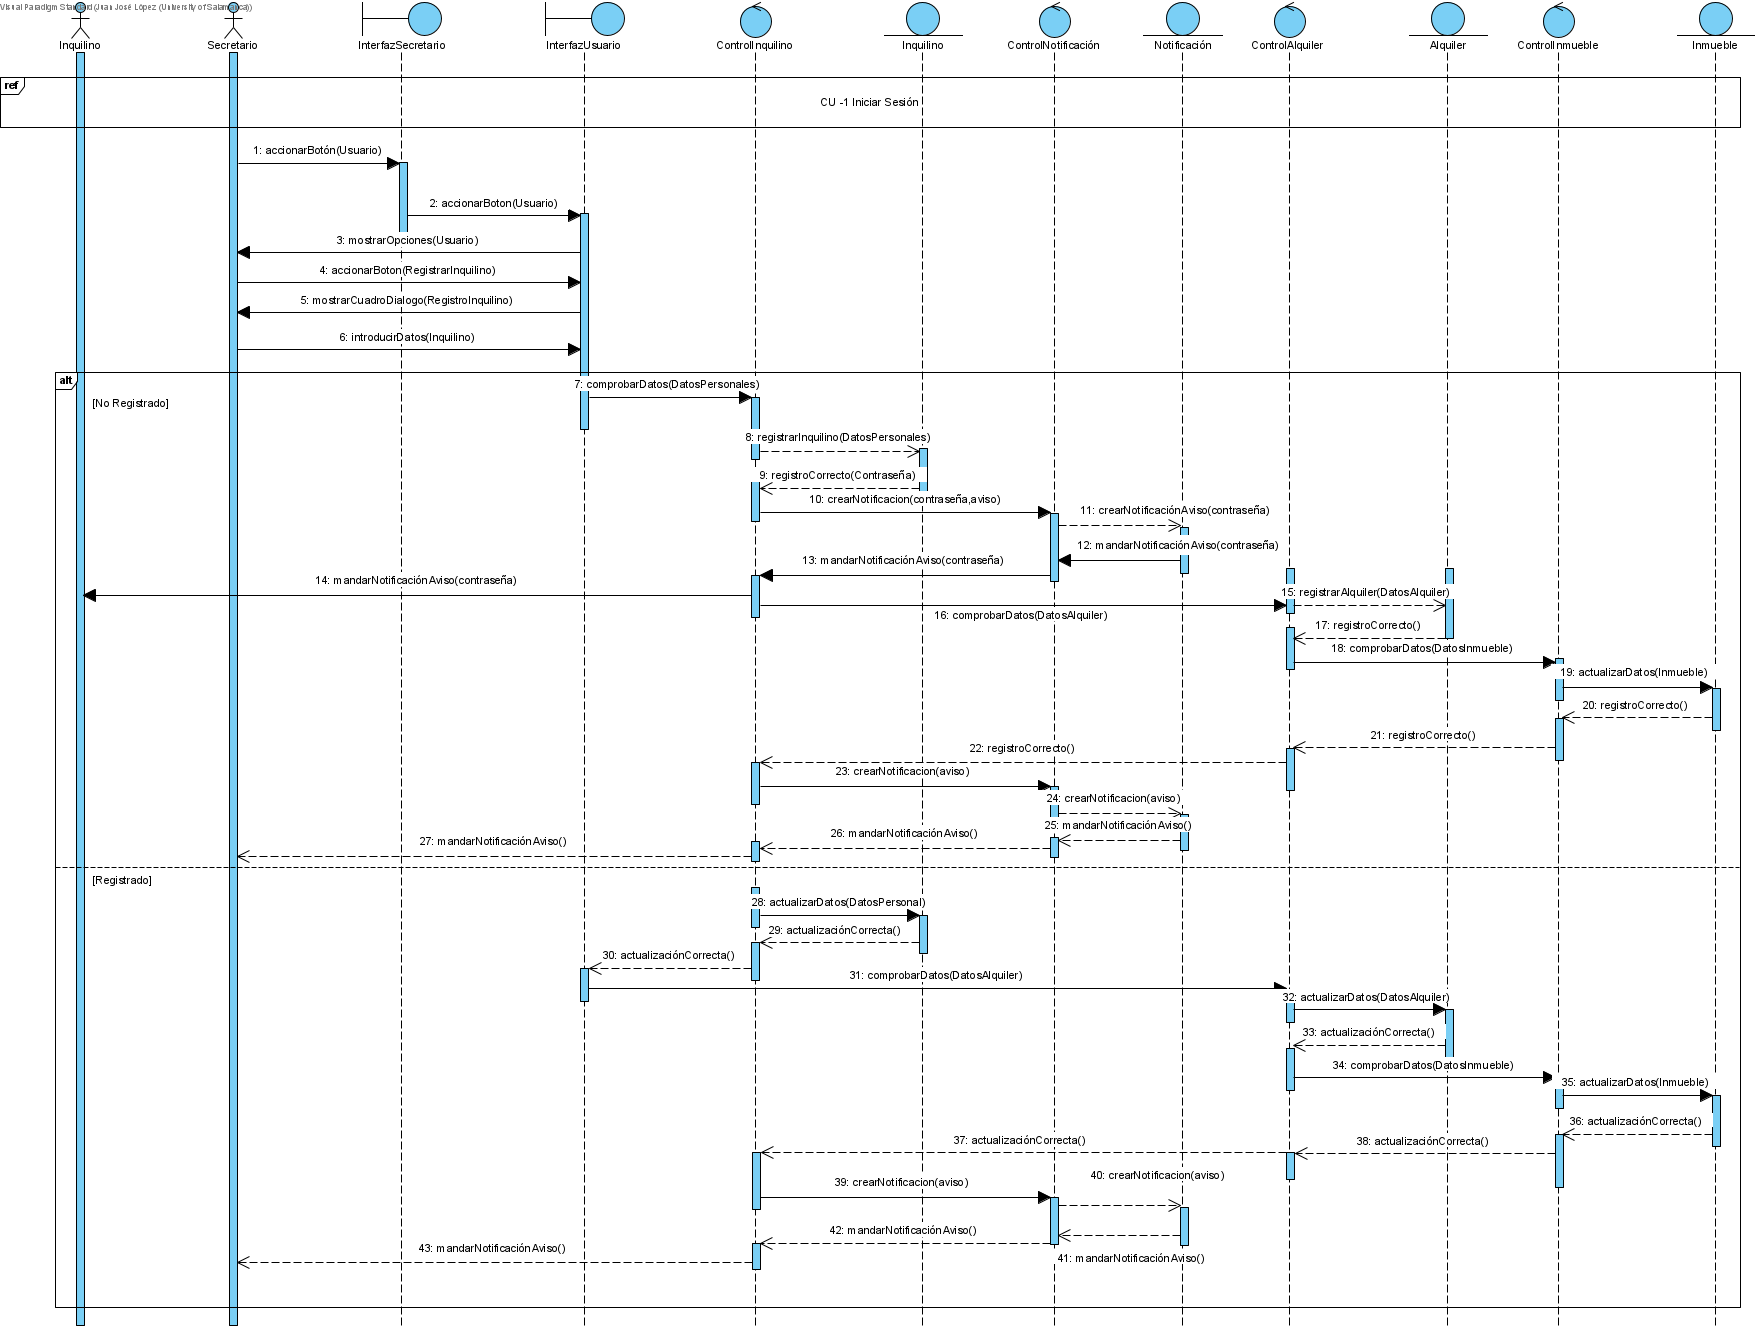 Visual Paradigm Standard(Juan José López (University of Salamanca))
Inquilino
Secretario
InterfazSecretario
InterfazUsuario
ControlInquilino
Inquilino
ControlNotificación
Notificación
ControlAlquiler
Alquiler
ControlInmueble
Inmueble
ref
CU -1 Iniciar Sesión
1: accionarBotón(Usuario)
2: accionarBoton(Usuario)
3: mostrarOpciones(Usuario)
4: accionarBoton(RegistrarInquilino)
5: mostrarCuadroDialogo(RegistroInquilino)
6: introducirDatos(Inquilino)
alt
[No Registrado]
7: comprobarDatos(DatosPersonales)
8: registrarInquilino(DatosPersonales)
9: registroCorrecto(Contraseña)
10: crearNotificacion(contraseña,aviso)
11: crearNotificaciónAviso(contraseña)
12: mandarNotificaciónAviso(contraseña)
13: mandarNotificaciónAviso(contraseña)
14: mandarNotificaciónAviso(contraseña)
15: registrarAlquiler(DatosAlquiler)
16: comprobarDatos(DatosAlquiler)
17: registroCorrecto()
18: comprobarDatos(DatosInmueble)
19: actualizarDatos(Inmueble)
20: registroCorrecto()
21: registroCorrecto()
22: registroCorrecto()
23: crearNotificacion(aviso)
24: crearNotificacion(aviso)
25: mandarNotificaciónAviso()
26: mandarNotificaciónAviso()
27: mandarNotificaciónAviso()
[Registrado]
28: actualizarDatos(DatosPersonal)
29: actualizaciónCorrecta()
30: actualizaciónCorrecta()
31: comprobarDatos(DatosAlquiler)
32: actualizarDatos(DatosAlquiler)
33: actualizaciónCorrecta()
34: comprobarDatos(DatosInmueble)
35: actualizarDatos(Inmueble)
36: actualizaciónCorrecta()
37: actualizaciónCorrecta()
38: actualizaciónCorrecta()
39: crearNotificacion(aviso)
40: crearNotificacion(aviso)
42: mandarNotificaciónAviso()
43: mandarNotificaciónAviso()
41: mandarNotificaciónAviso()